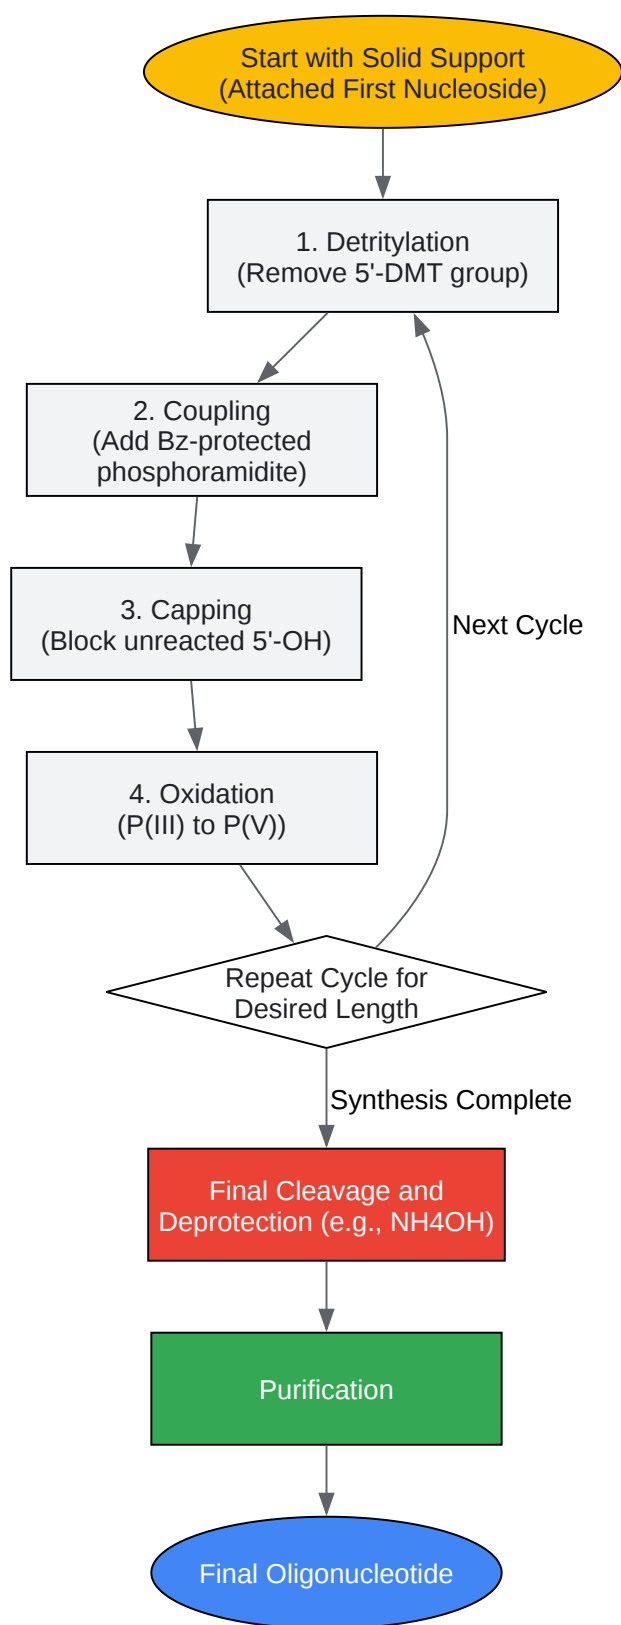 Start with Solid Support
(Attached First Nucleoside)
1. Detritylation
(Remove 5'-DMT group)
2. Coupling
(Add Bz-protected
phosphoramidite)
3. Capping
(Block unreacted 5'-OH)
Next Cycle
4. Oxidation
(P(III) to P(V))
Repeat Cycle for
Desired Length
Synthesis Complete
Final Cleavage and
Deprotection (e.g., NH4OH)
Purification
Final Oligonucleotide